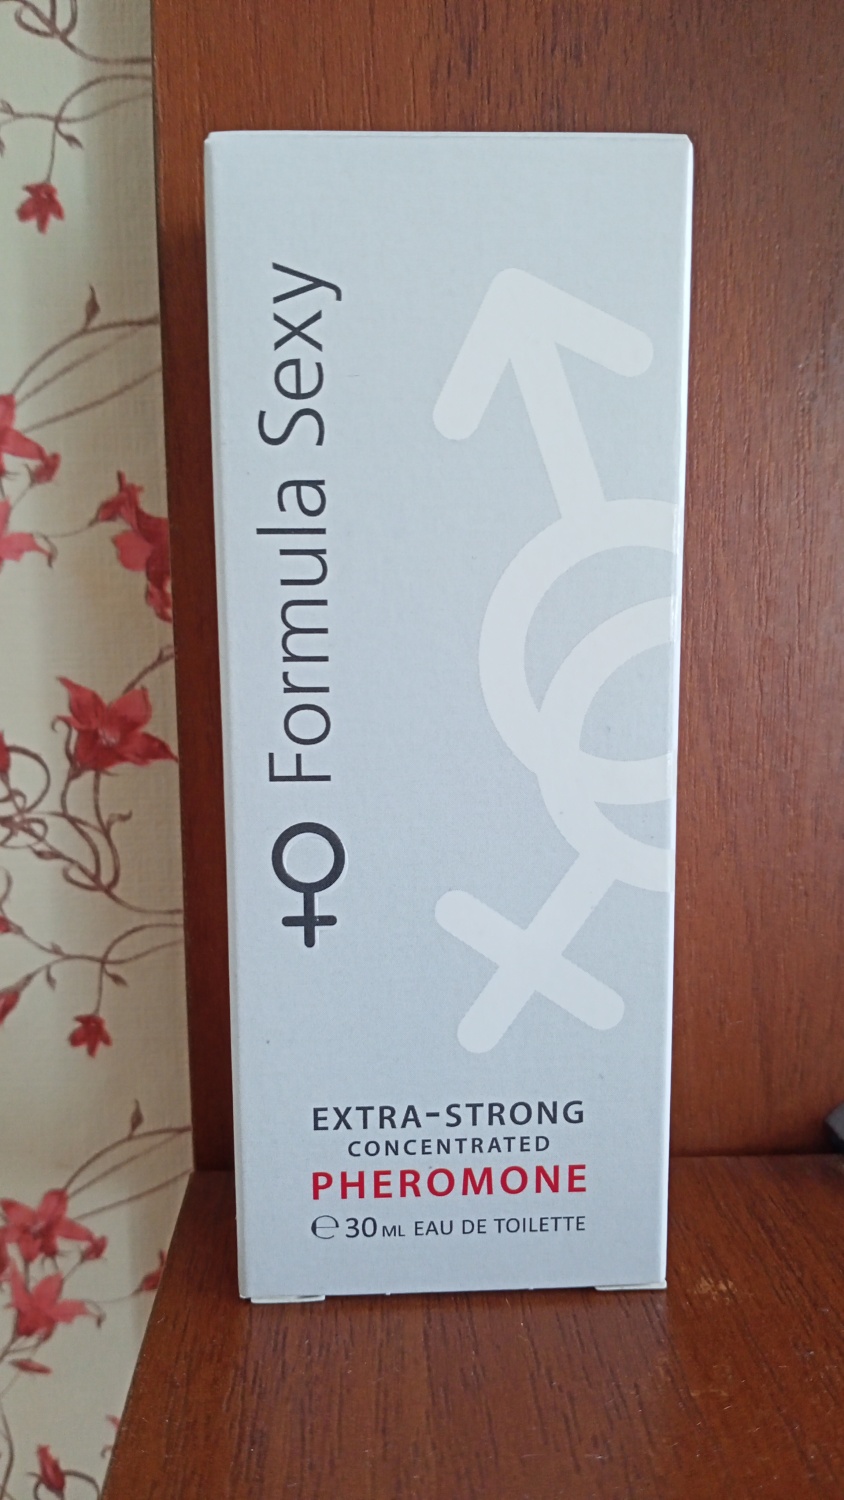 Formula Sexy
EXTRA-STRONG
CONCENTRATED
PHEROMONE
℮ 30 ML EAU DE TOILETTE